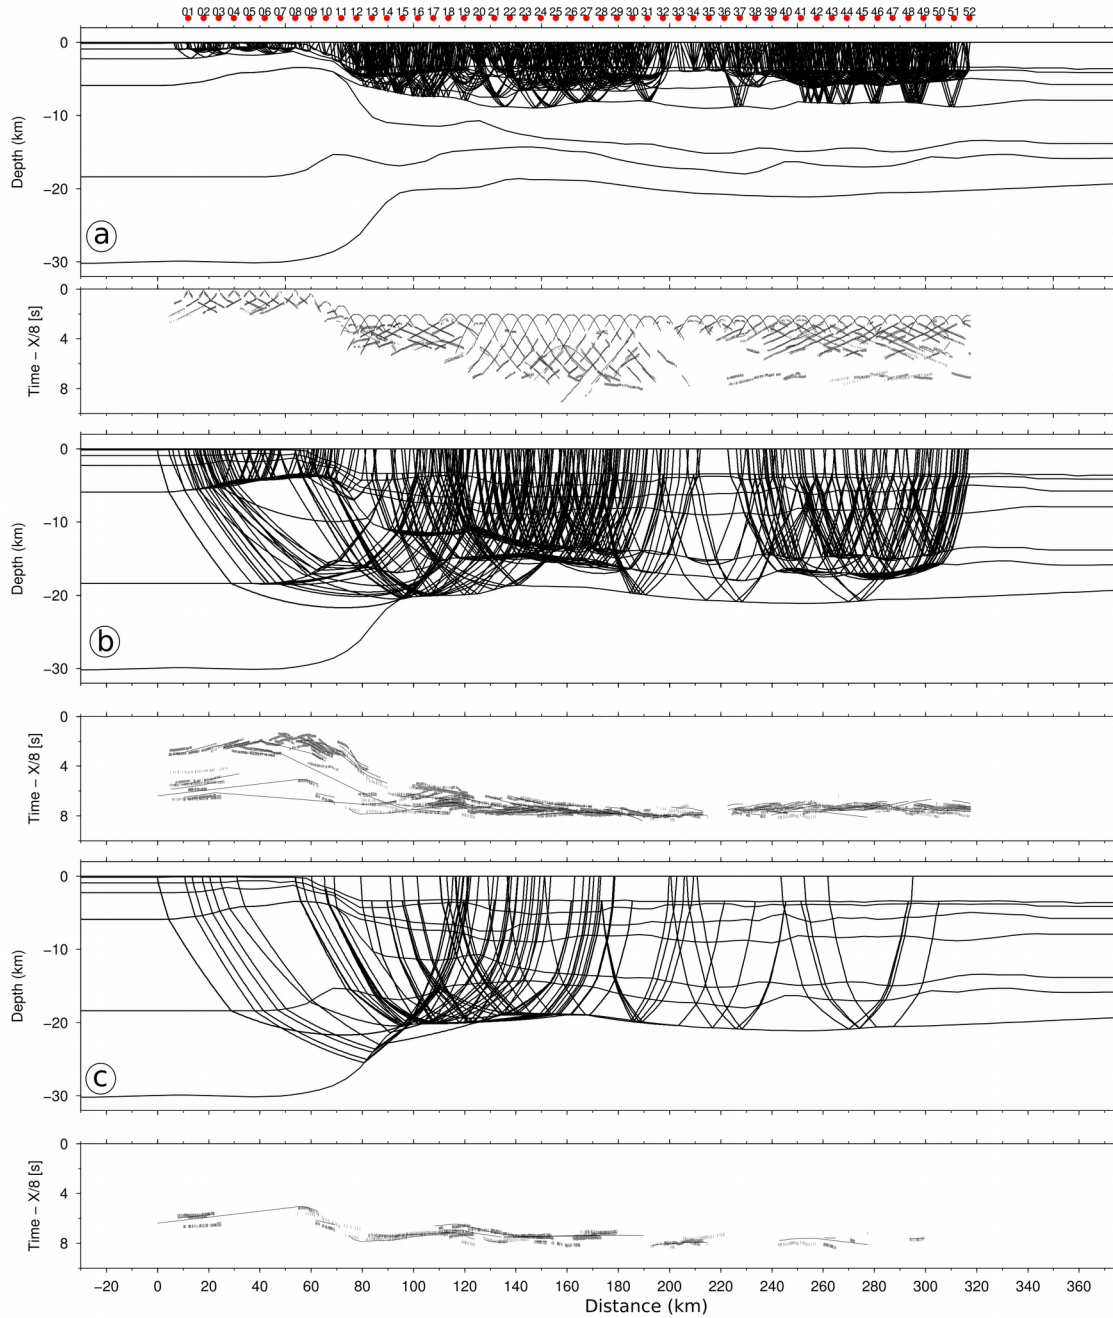 01 02 03 04 05 06 07 08 09 10 11 12 13 14 15 16 17 18 19 20 21 22 23 24 25 26 27 28 29 30 31 32 33 34 35 36 37 38 39 40 41 42 43 44 45 46 47 48 49 50 51 52
0
−10
−20
−30
Depth (km)
a
0
4
8
Time − X/8 [s]
0
−10
−20
−30
Depth (km)
b
0
4
8
Time − X/8 [s]
0
−10
−20
−30
Depth (km)
c
0
4
8
Time − X/8 [s]
−20 0 20 40 60 80 100 120 140 160 180 200 220 240 260 280 300 320 340 360
Distance (km)